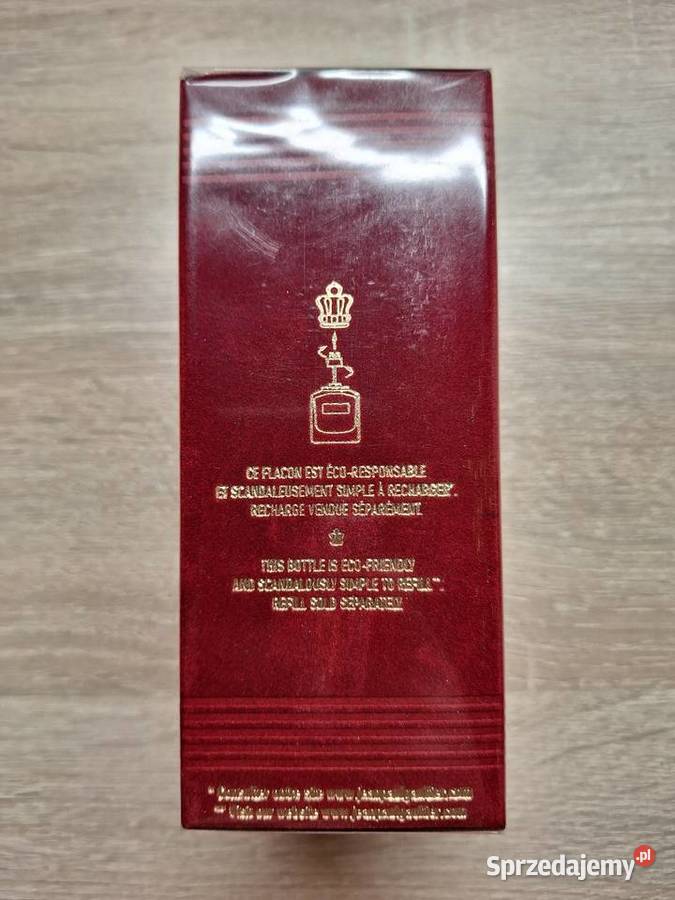 CE FLACON EST ÉCO-RESPONSABLE
ET SCANDALEUSEMENT SIMPLE À RECHARGER*.
RECHARGE VENDUE SÉPARÉMENT.
THIS BOTTLE IS ECO-FRIENDLY
AND SCANDALOUSLY SIMPLE TO REFILL**.
REFILL SOLD SEPARATELY.
* Consulter notre site www.jeanpaulgaultier.com
** Visit our website www.jeanpaulgaultier.com
Sprzedajemy.pl